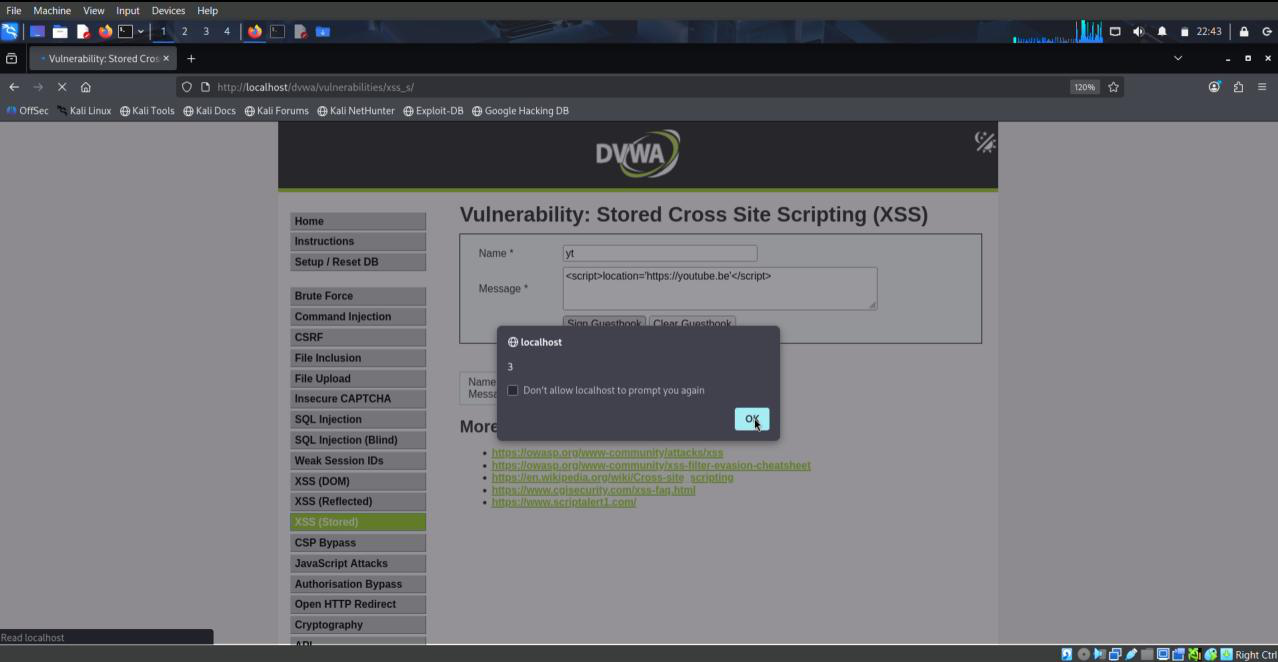 File Machine View Input Devices Help
1 2 3 4 22:43
Vulnerability: Stored Cros
http://localhost/dvwa/vulnerabilities/xss_s/ 120%
OffSec Kali Linux Kali Tools Kali Docs Kali Forums Kali NetHunter Exploit-DB Google Hacking DB
DVWA
Vulnerability: Stored Cross Site Scripting (XSS)
Home
Instructions
Setup / Reset DB
Brute Force
Command Injection
CSRF
File Inclusion
File Upload
Insecure CAPTCHA
SQL Injection
SQL Injection (Blind)
Weak Session IDs
XSS (DOM)
XSS (Reflected)
XSS (Stored)
CSP Bypass
JavaScript Attacks
Authorisation Bypass
Open HTTP Redirect
Cryptography
API
Name * yt
Message * <script>location='https://youtube.be'</script>
Sign Guestbook Clear Guestbook
localhost
3
Don't allow localhost to prompt you again
OK
Name
Messa
More
https://owasp.org/www-community/attacks/xss
https://owasp.org/www-community/xss-filter-evasion-cheatsheet
https://en.wikipedia.org/wiki/Cross-site_scripting
https://www.cgisecurity.com/xss-faq.html
https://www.scriptalert1.com/
Read localhost
Right Ctrl